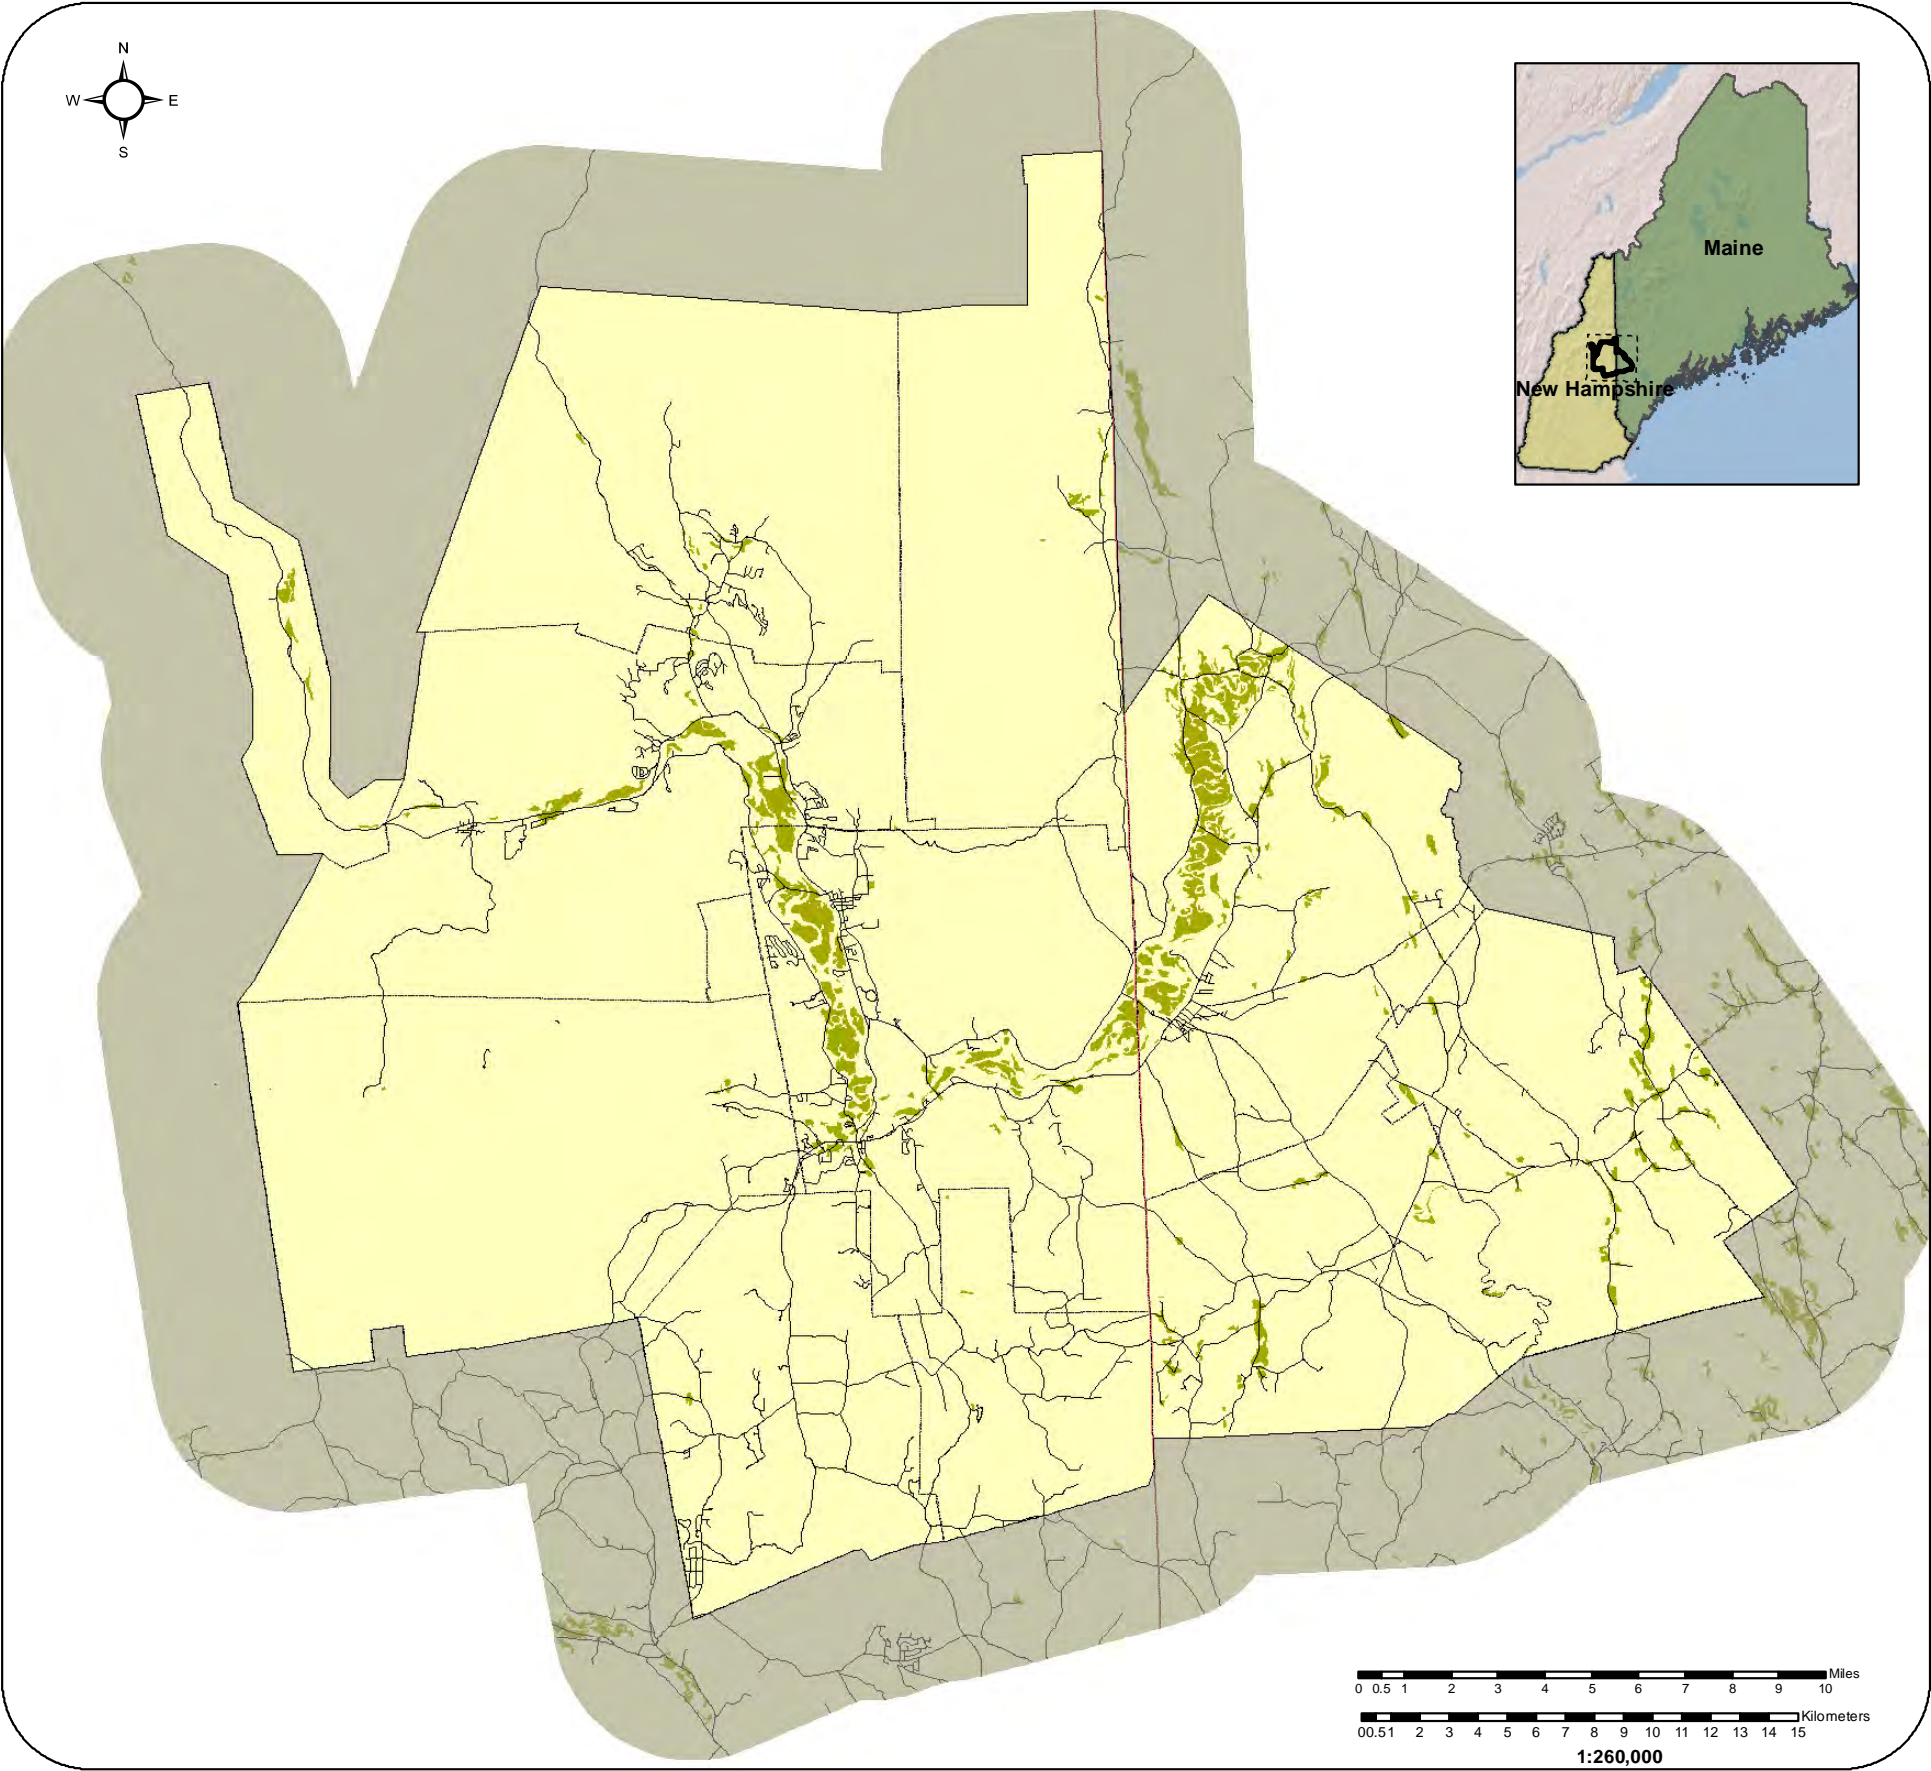 N
W E
S
Maine
New Hampshire
Miles
0 0.5 1 2 3 4 5 6 7 8 9 10
Kilometers
00.51 2 3 4 5 6 7 8 9 10 11 12 13 14 15
1:260,000